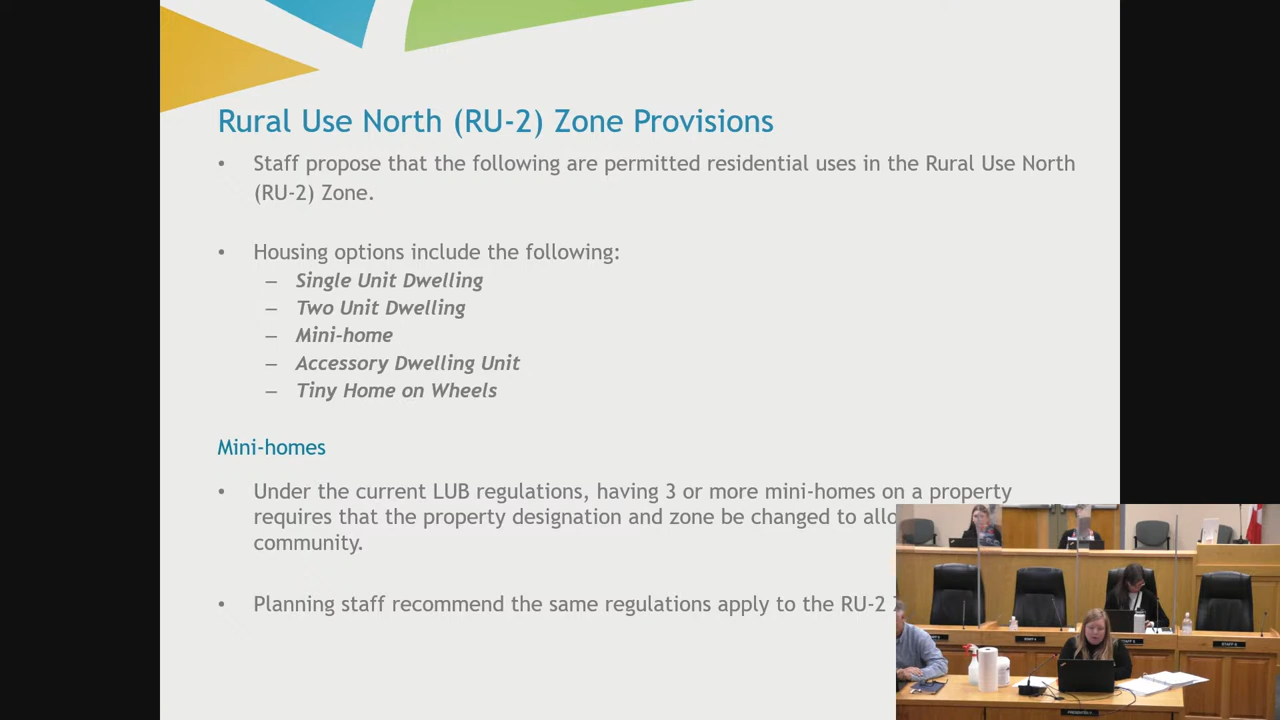 Rural Use North (RU-2) Zone Provisions
• Staff propose that the following are permitted residential uses in the Rural Use North
(RU-2) Zone.
• Housing options include the following:
– Single Unit Dwelling
– Two Unit Dwelling
– Mini-home
– Accessory Dwelling Unit
– Tiny Home on Wheels
Mini-homes
• Under the current LUB regulations, having 3 or more mini-homes on a property
requires that the property designation and zone be changed to allo
community.
• Planning staff recommend the same regulations apply to the RU-2